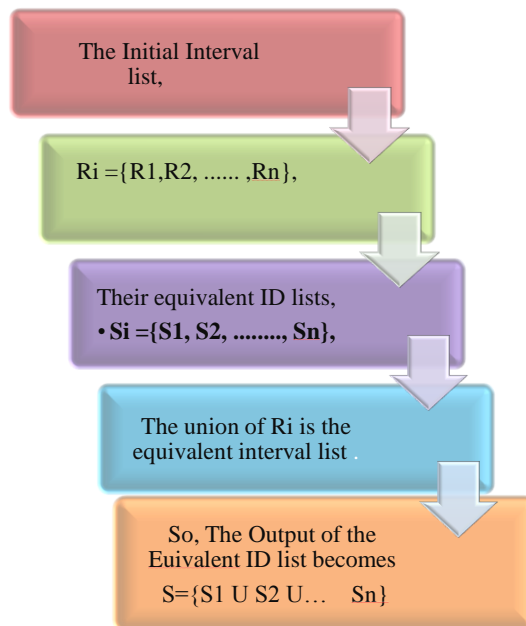 The Initial Interval
list,
Ri ={R1,R2, ...... ,Rn},
Their equivalent ID lists,
• Si ={S1, S2, ........, Sn},
The union of Ri is the
equivalent interval list .
So, The Output of the
Euivalent ID list becomes
S={S1 U S2 U... Sn}